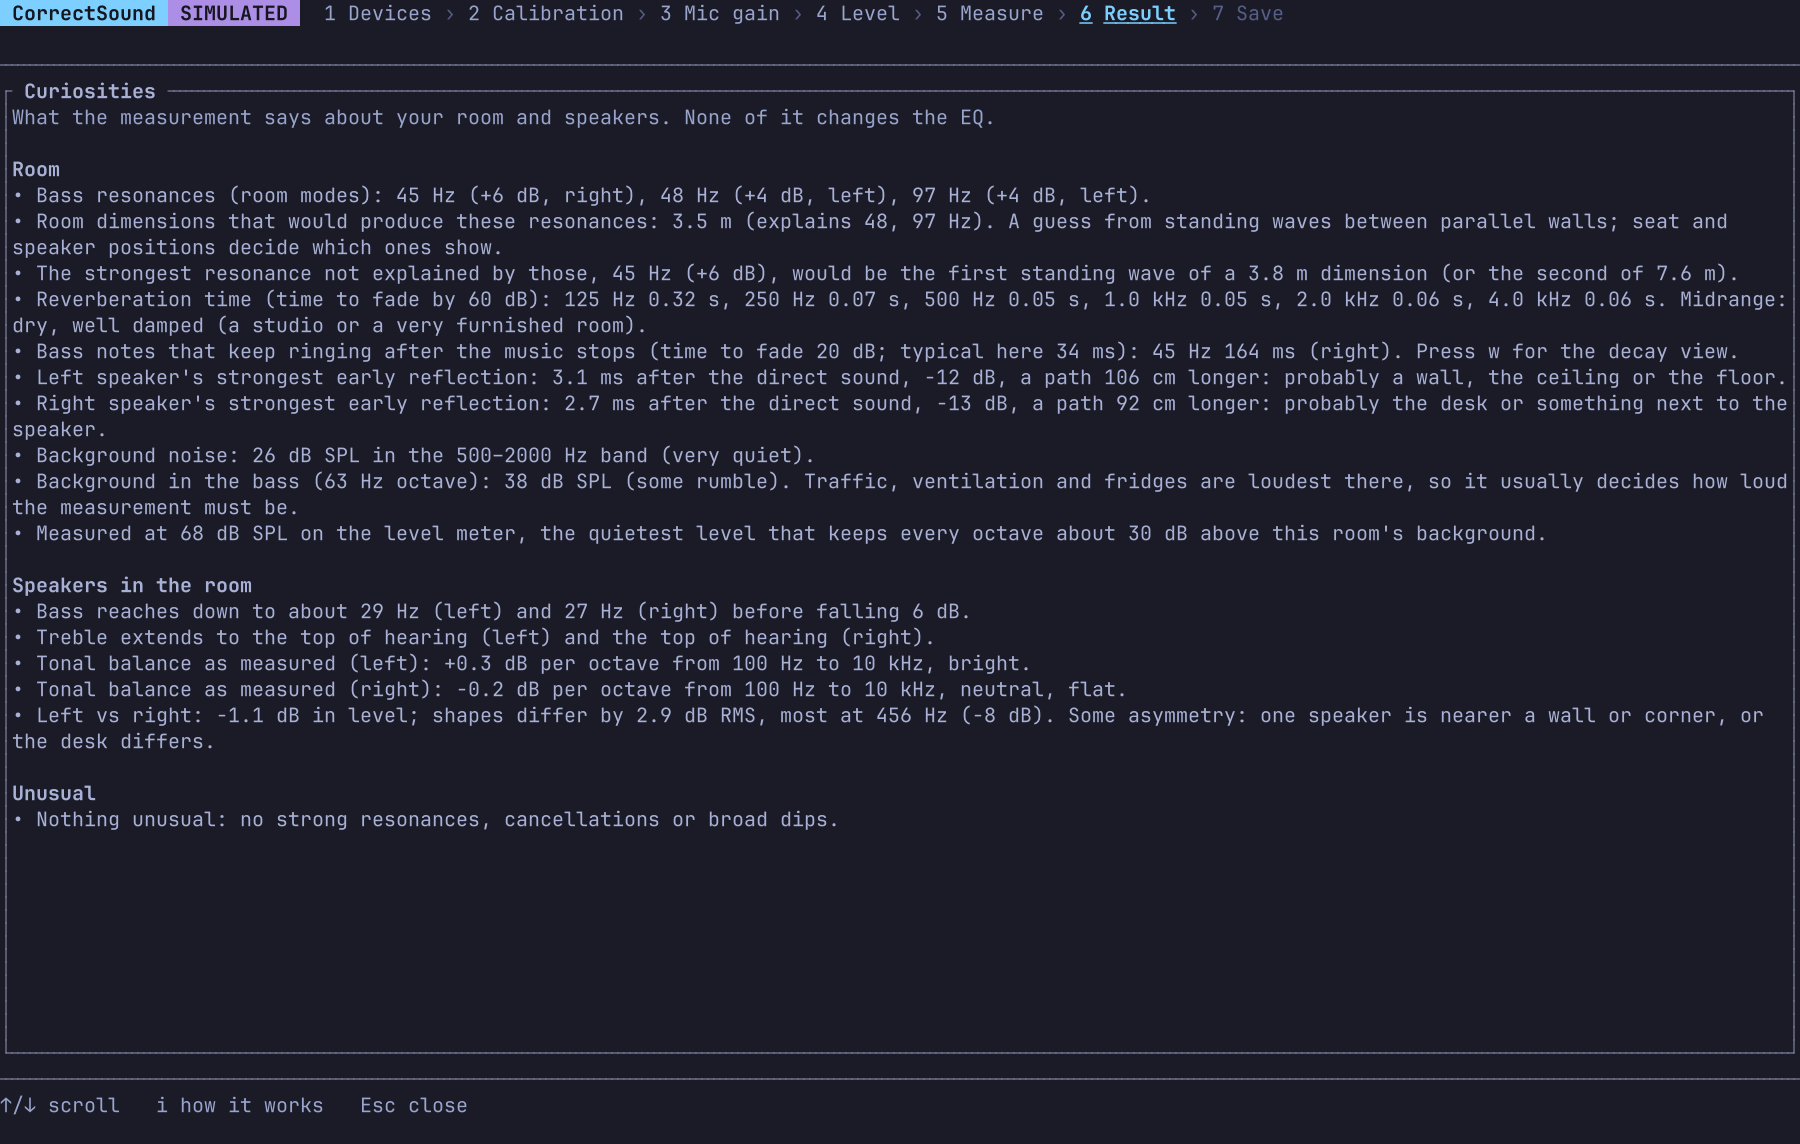 CorrectSound SIMULATED 1 Devices › 2 Calibration › 3 Mic gain › 4 Level › 5 Measure › 6 Result › 7 Save
Curiosities
What the measurement says about your room and speakers. None of it changes the EQ.
Room
• Bass resonances (room modes): 45 Hz (+6 dB, right), 48 Hz (+4 dB, left), 97 Hz (+4 dB, left).
• Room dimensions that would produce these resonances: 3.5 m (explains 48, 97 Hz). A guess from standing waves between parallel walls; seat and
speaker positions decide which ones show.
• The strongest resonance not explained by those, 45 Hz (+6 dB), would be the first standing wave of a 3.8 m dimension (or the second of 7.6 m).
• Reverberation time (time to fade by 60 dB): 125 Hz 0.32 s, 250 Hz 0.07 s, 500 Hz 0.05 s, 1.0 kHz 0.05 s, 2.0 kHz 0.06 s, 4.0 kHz 0.06 s. Midrange:
dry, well damped (a studio or a very furnished room).
• Bass notes that keep ringing after the music stops (time to fade 20 dB; typical here 34 ms): 45 Hz 164 ms (right). Press w for the decay view.
• Left speaker's strongest early reflection: 3.1 ms after the direct sound, -12 dB, a path 106 cm longer: probably a wall, the ceiling or the floor.
• Right speaker's strongest early reflection: 2.7 ms after the direct sound, -13 dB, a path 92 cm longer: probably the desk or something next to the
speaker.
• Background noise: 26 dB SPL in the 500–2000 Hz band (very quiet).
• Background in the bass (63 Hz octave): 38 dB SPL (some rumble). Traffic, ventilation and fridges are loudest there, so it usually decides how loud
the measurement must be.
• Measured at 68 dB SPL on the level meter, the quietest level that keeps every octave about 30 dB above this room's background.
Speakers in the room
• Bass reaches down to about 29 Hz (left) and 27 Hz (right) before falling 6 dB.
• Treble extends to the top of hearing (left) and the top of hearing (right).
• Tonal balance as measured (left): +0.3 dB per octave from 100 Hz to 10 kHz, bright.
• Tonal balance as measured (right): -0.2 dB per octave from 100 Hz to 10 kHz, neutral, flat.
• Left vs right: -1.1 dB in level; shapes differ by 2.9 dB RMS, most at 456 Hz (-8 dB). Some asymmetry: one speaker is nearer a wall or corner, or
the desk differs.
Unusual
• Nothing unusual: no strong resonances, cancellations or broad dips.
↑/↓ scroll i how it works Esc close